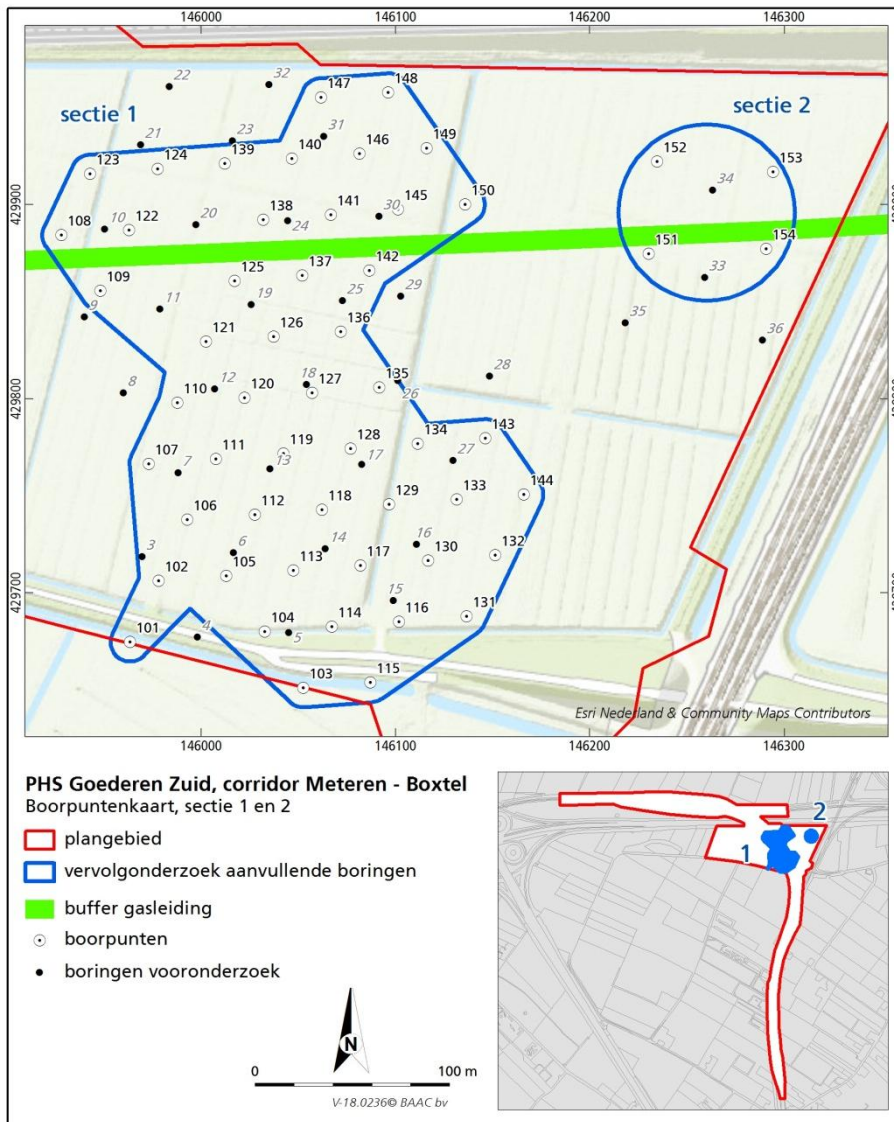 146000 146100 146200 146300
22 32 147 148
sectie 1
sectie 2
21 23 31 149
123 124 139 140 146 152 153
34
429900
108 10 122 20 138 24 141 30 145 150
125 137 142 151 154
109 33
9 11 19 25 29
121 126 136 35 36
8 110 12 120 18 127 135 26 28
429800
107 7 111 119 13 128 17 134 27 143
106 112 118 129 133 144
3 102 6 105 113 14 117 16 130 132
429700
101 4 104 5 114 15 116 131
103 115
Esri Nederland & Community Maps Contributors
146000 146100 146200 146300
PHS Goederen Zuid, corridor Meteren - Boxtel
Boorpuntenkaart, sectie 1 en 2
plangebied
vervolgonderzoek aanvullende boringen
buffer gasleiding
boorpunten
boringen vooronderzoek
N
0 100 m
V-18.0236© BAAC bv
2
1